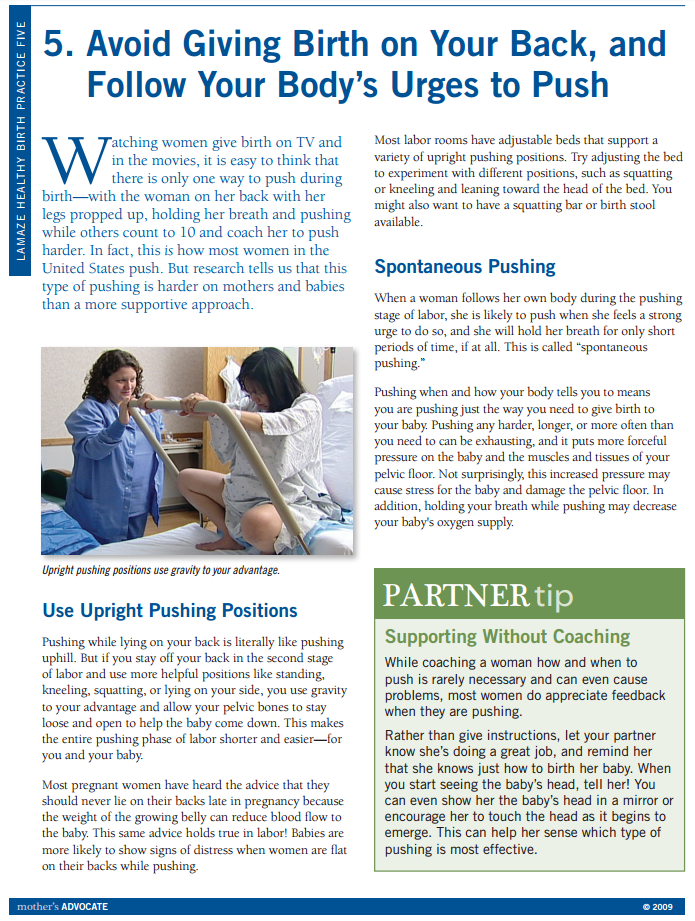 LAMAZE HEALTHY BIRTH PRACTICE FIVE
5. Avoid Giving Birth on Your Back, and
Follow Your Body's Urges to Push
Watching women give birth on TV and
in the movies, it is easy to think that
there is only one way to push during
birth—with the woman on her back with her
legs propped up, holding her breath and pushing
while others count to 10 and coach her to push
harder. In fact, this is how most women in the
United States push. But research tells us that this
type of pushing is harder on mothers and babies
than a more supportive approach.
Upright pushing positions use gravity to your advantage.
Use Upright Pushing Positions
Pushing while lying on your back is literally like pushing
uphill. But if you stay off your back in the second stage
of labor and use more helpful positions like standing,
kneeling, squatting, or lying on your side, you use gravity
to your advantage and allow your pelvic bones to stay
loose and open to help the baby come down. This makes
the entire pushing phase of labor shorter and easier—for
you and your baby.
Most pregnant women have heard the advice that they
should never lie on their backs late in pregnancy because
the weight of the growing belly can reduce blood flow to
the baby. This same advice holds true in labor! Babies are
more likely to show signs of distress when women are flat
on their backs while pushing.
Most labor rooms have adjustable beds that support a
variety of upright pushing positions. Try adjusting the bed
to experiment with different positions, such as squatting
or kneeling and leaning toward the head of the bed. You
might also want to have a squatting bar or birth stool
available.
Spontaneous Pushing
When a woman follows her own body during the pushing
stage of labor, she is likely to push when she feels a strong
urge to do so, and she will hold her breath for only short
periods of time, if at all. This is called “spontaneous
pushing.”
Pushing when and how your body tells you to means
you are pushing just the way you need to give birth to
your baby. Pushing any harder, longer, or more often than
you need to can be exhausting, and it puts more forceful
pressure on the baby and the muscles and tissues of your
pelvic floor. Not surprisingly, this increased pressure may
cause stress for the baby and damage the pelvic floor. In
addition, holding your breath while pushing may decrease
your baby's oxygen supply.
PARTNER tip
Supporting Without Coaching
While coaching a woman how and when to
push is rarely necessary and can even cause
problems, most women do appreciate feedback
when they are pushing.
Rather than give instructions, let your partner
know she's doing a great job, and remind her
that she knows just how to birth her baby. When
you start seeing the baby's head, tell her! You
can even show her the baby's head in a mirror or
encourage her to touch the head as it begins to
emerge. This can help her sense which type of
pushing is most effective.
mother's ADVOCATE
© 2009